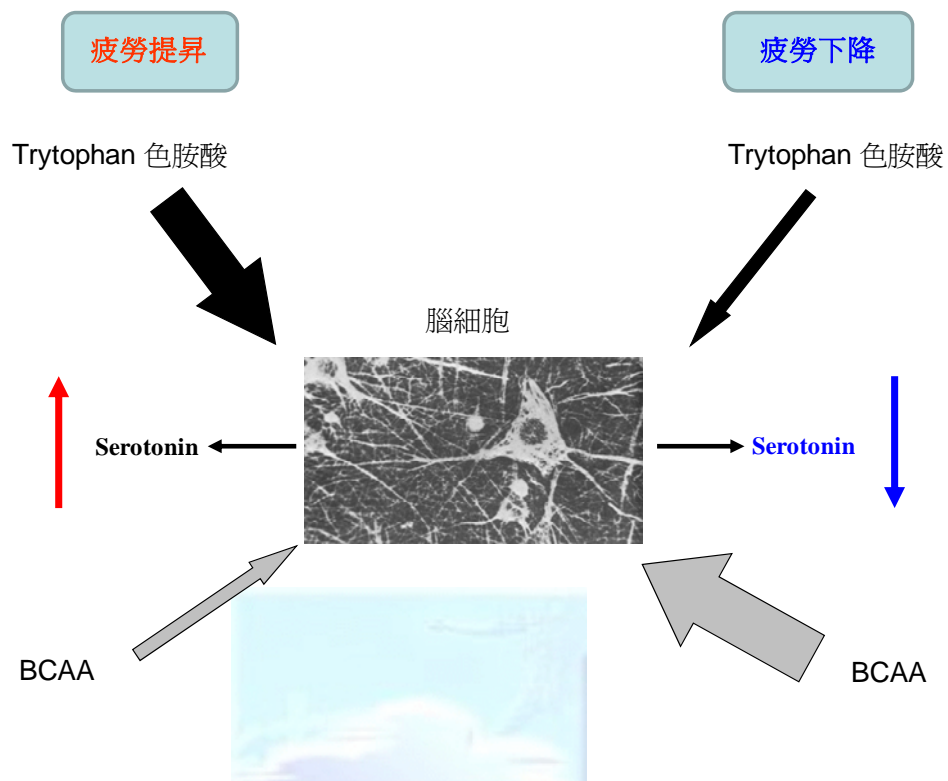 疲勞提昇
疲勞下降
Trytophan 色胺酸
Trytophan 色胺酸
腦細胞
Serotonin
Serotonin
BCAA
BCAA